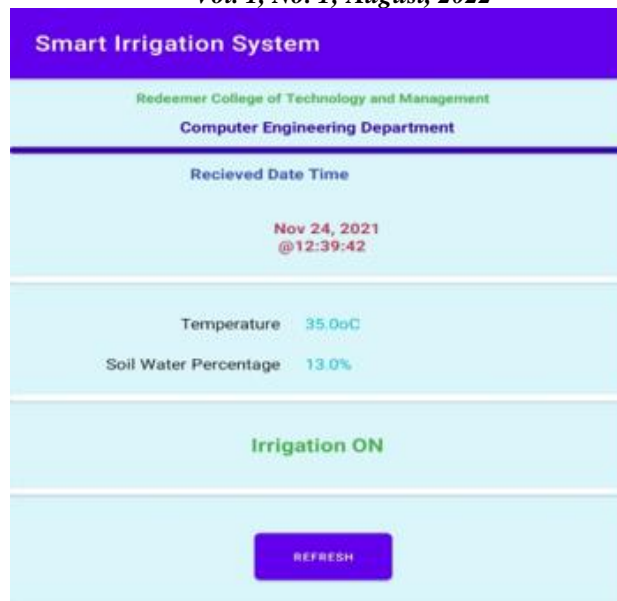 Vol. 1, No. 1, August, 2022
Smart Irrigation System
Redeemer College of Technology and Management
Computer Engineering Department
Recieved Date Time
Nov 24, 2021
@12:39:42
Temperature 35.0oC
Soil Water Percentage 13.0%
Irrigation ON
REFRESH